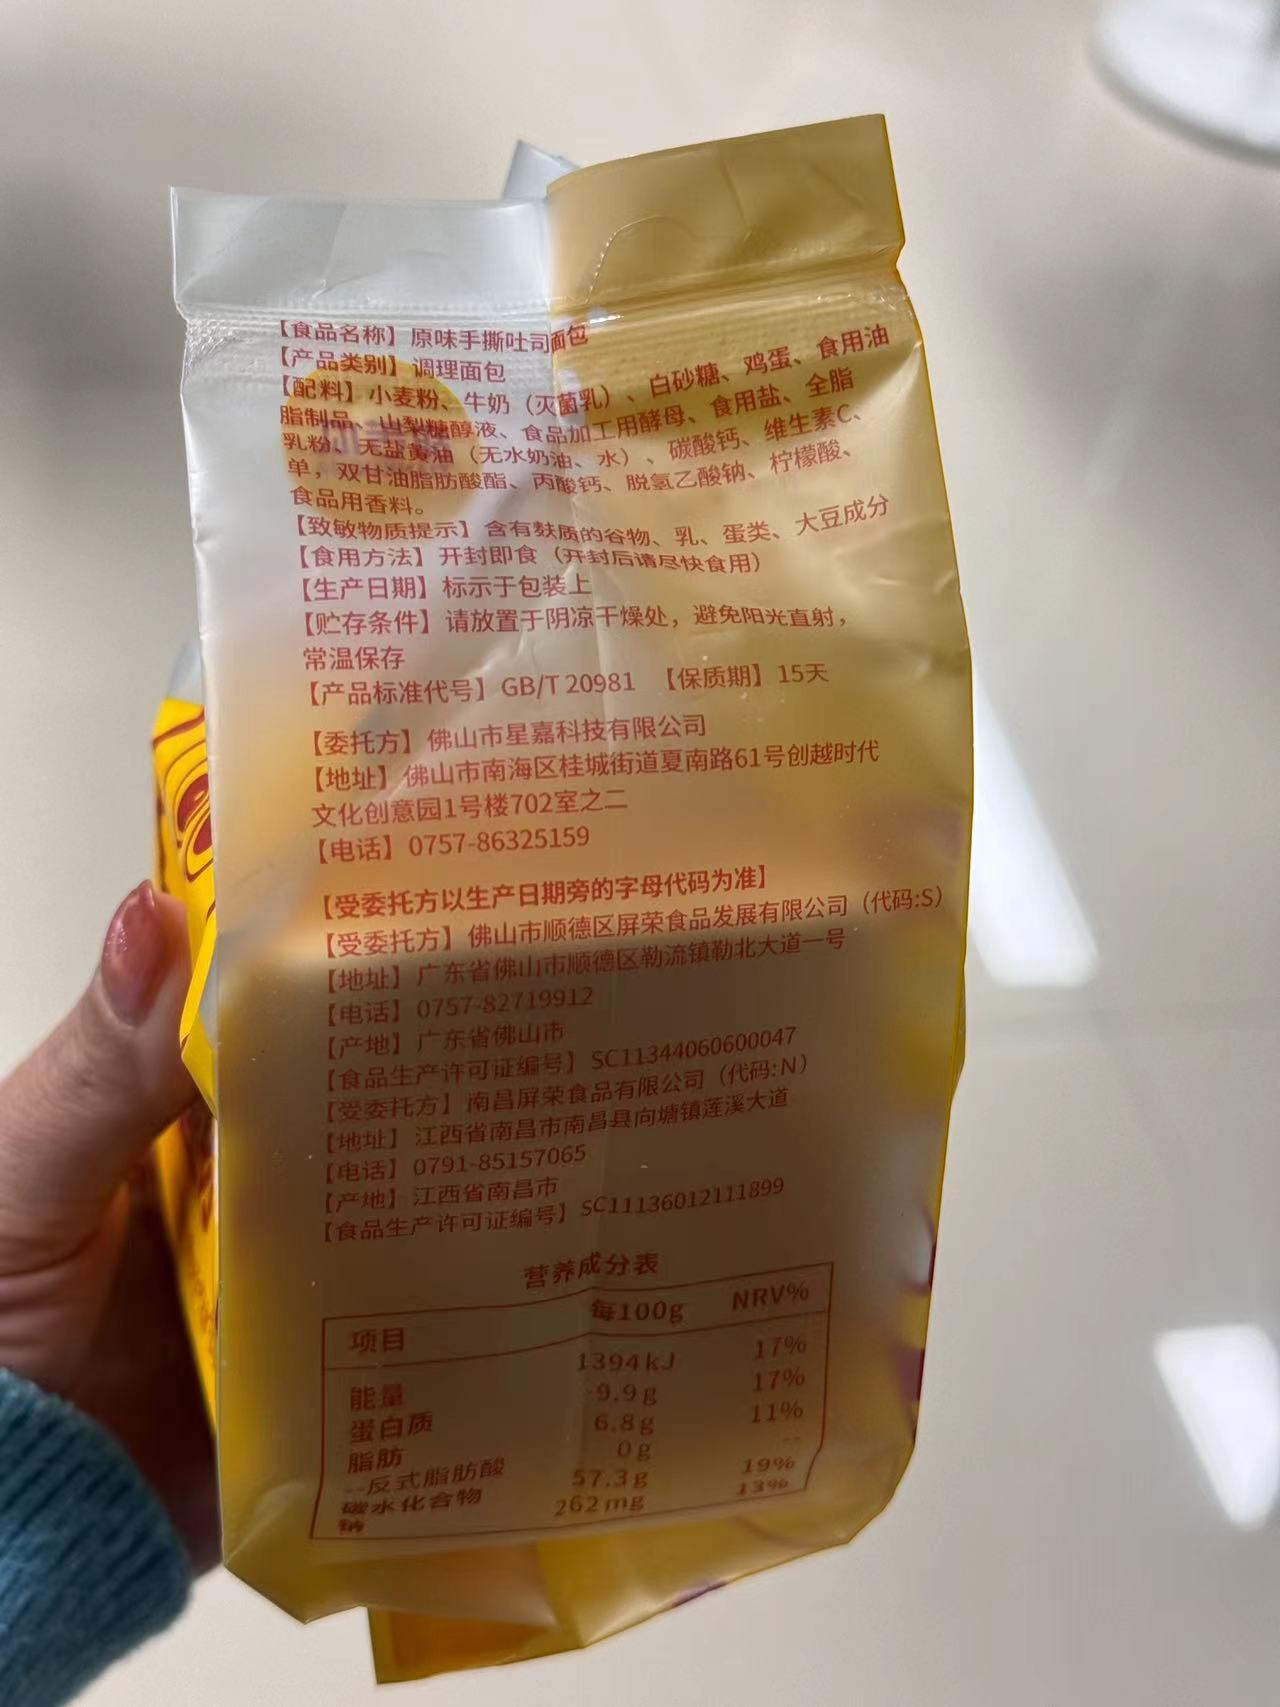 【食品名称】原味手撕吐司面包
【产品类别】调理面包
【配料】小麦粉、牛奶（灭菌乳）、白砂糖、鸡蛋、食用油
脂制品、山梨糖醇液、食品加工用酵母、食用盐、全脂
乳粉、无盐黄油（无水奶油、水）、碳酸钙、维生素C、
单，双甘油脂肪酸酯、丙酸钙、脱氢乙酸钠、柠檬酸、
食品用香料。
【致敏物质提示】含有麸质的谷物、乳、蛋类、大豆成分
【食用方法】开封即食（开封后请尽快食用）
【生产日期】标示于包装上
【贮存条件】请放置于阴凉干燥处，避免阳光直射，
常温保存
【产品标准代号】GB/T 20981 【保质期】15天
【委托方】佛山市星嘉科技有限公司
【地址】佛山市南海区桂城街道夏南路61号创越时代
文化创意园1号楼702室之二
【电话】0757-86325159
【受委托方以生产日期旁的字母代码为准】
【受委托方】佛山市顺德区屏荣食品发展有限公司（代码:S）
【地址】广东省佛山市顺德区勒流镇勒北大道一号
【电话】0757-82719912
【产地】广东省佛山市
【食品生产许可证编号】SC11344060600047
【受委托方】南昌屏荣食品有限公司（代码:N）
【地址】江西省南昌市南昌县向塘镇莲溪大道
【电话】0791-85157065
【产地】江西省南昌市
【食品生产许可证编号】SC11136012111899
营养成分表
项目 每100g NRV%
能量 1394kJ 17%
蛋白质 9.9g 17%
脂肪 6.8g 11%
--反式脂肪酸 0g --
碳水化合物 57.3g 19%
钠 262mg 13%